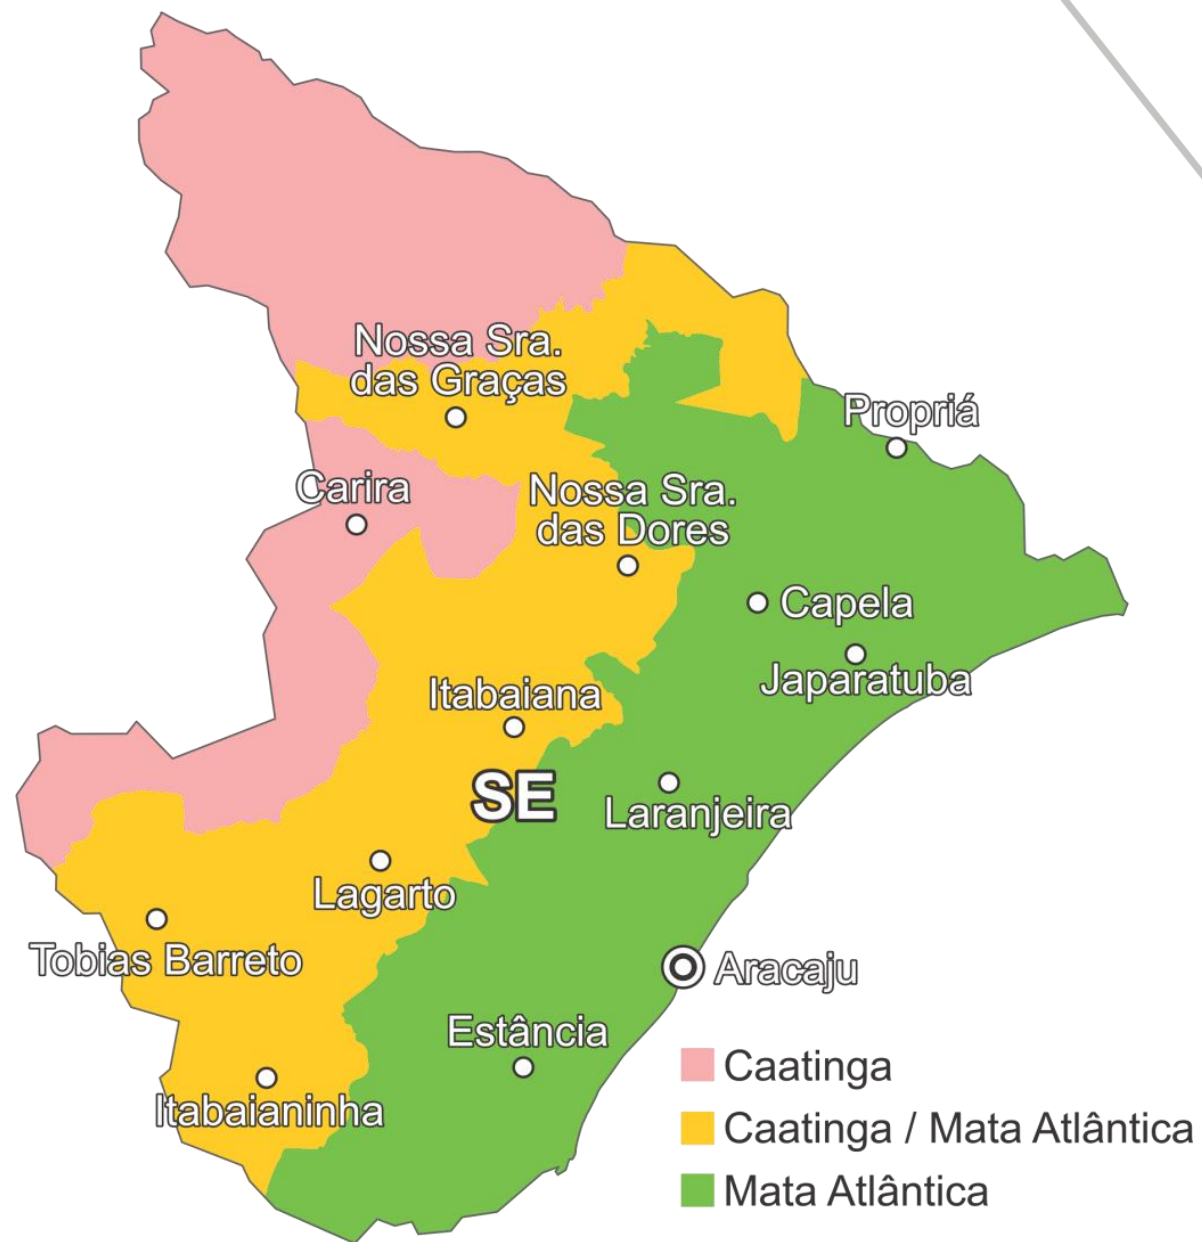 Nossa Sra.
das Graças
Propriá
Carira
Nossa Sra.
das Dores
Capela
Japaratuba
Itabaiana
SE
Laranjeira
Lagarto
Tobias Barreto
Aracaju
Estância
Itabaianinha
Caatinga
Caatinga / Mata Atlântica
Mata Atlântica